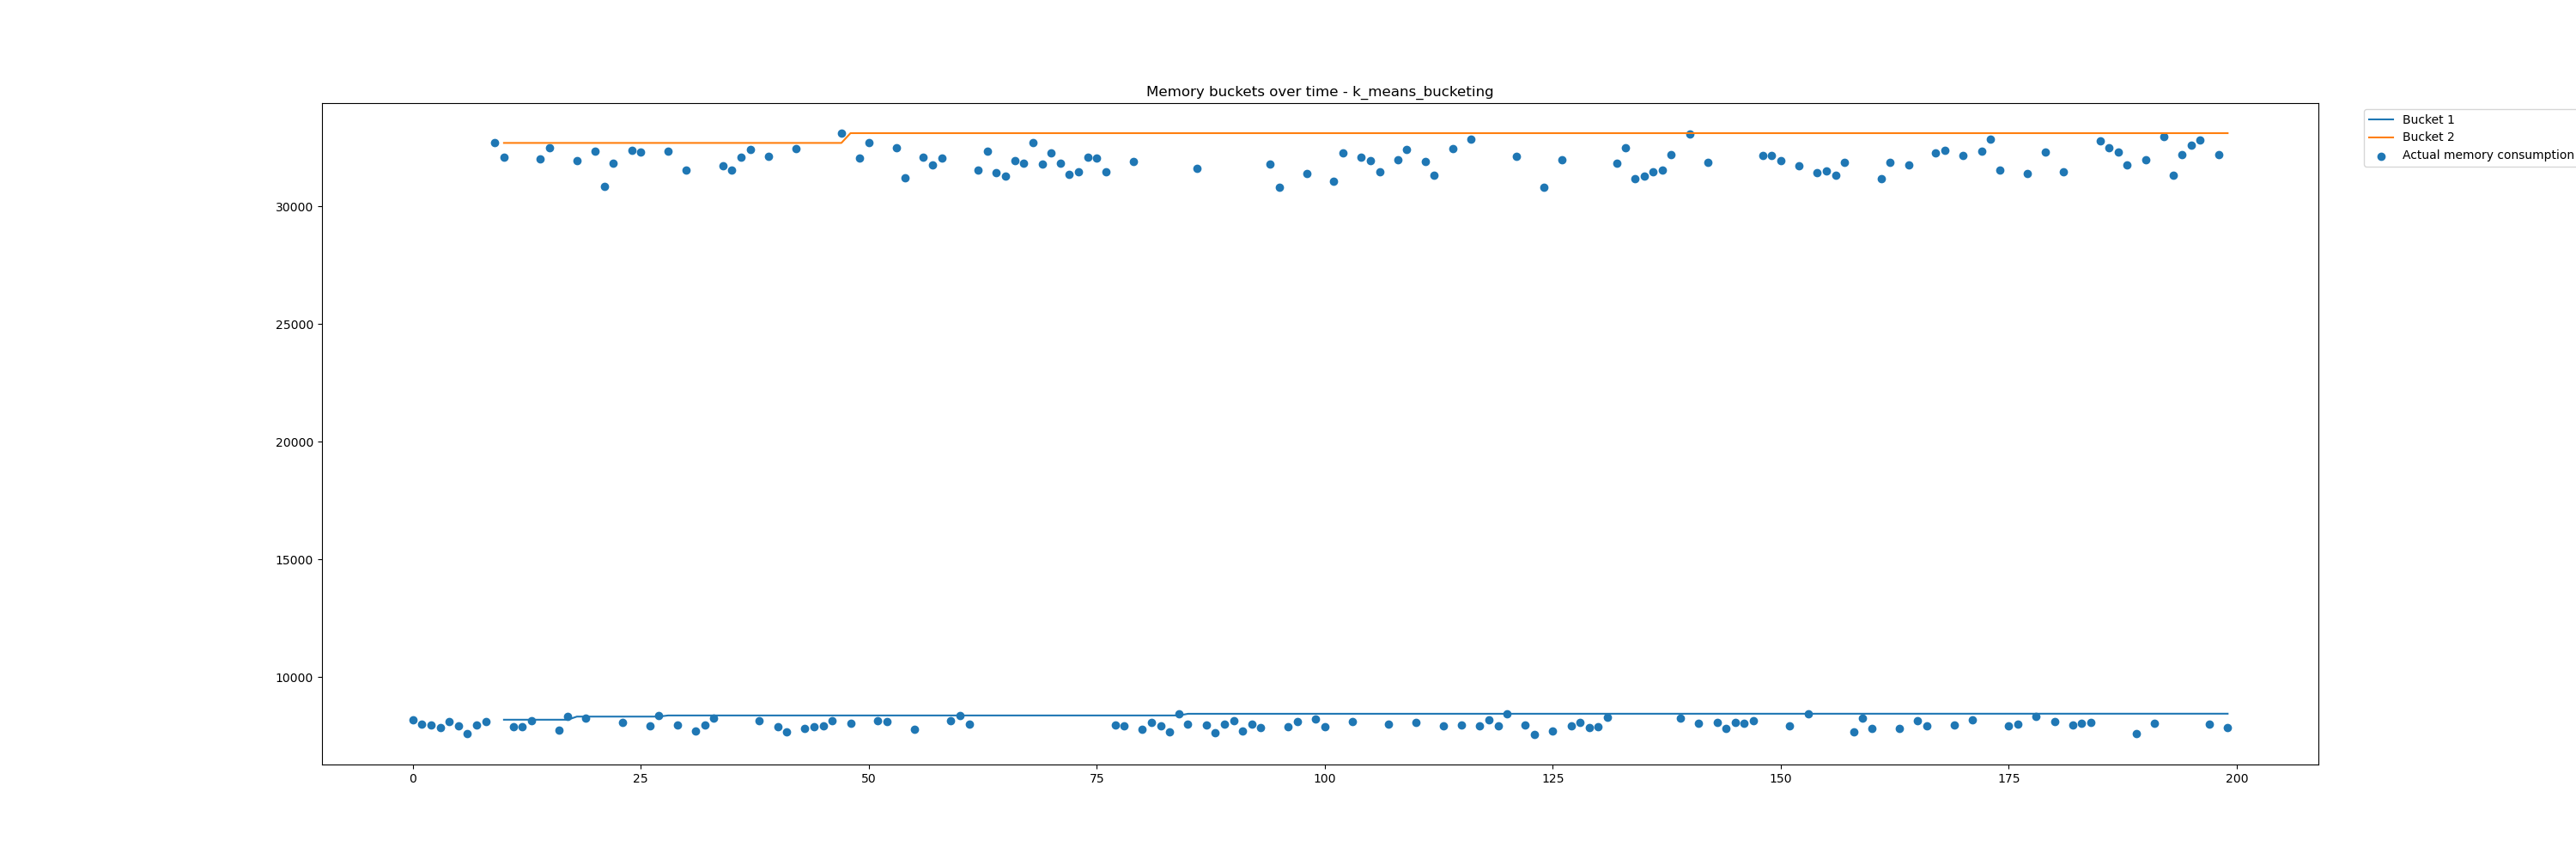 Memory buckets over time - k_means_bucketing
Bucket 1
Bucket 2
Actual memory consumption
30000
25000
20000
15000
10000
0 25 50 75 100 125 150 175 200